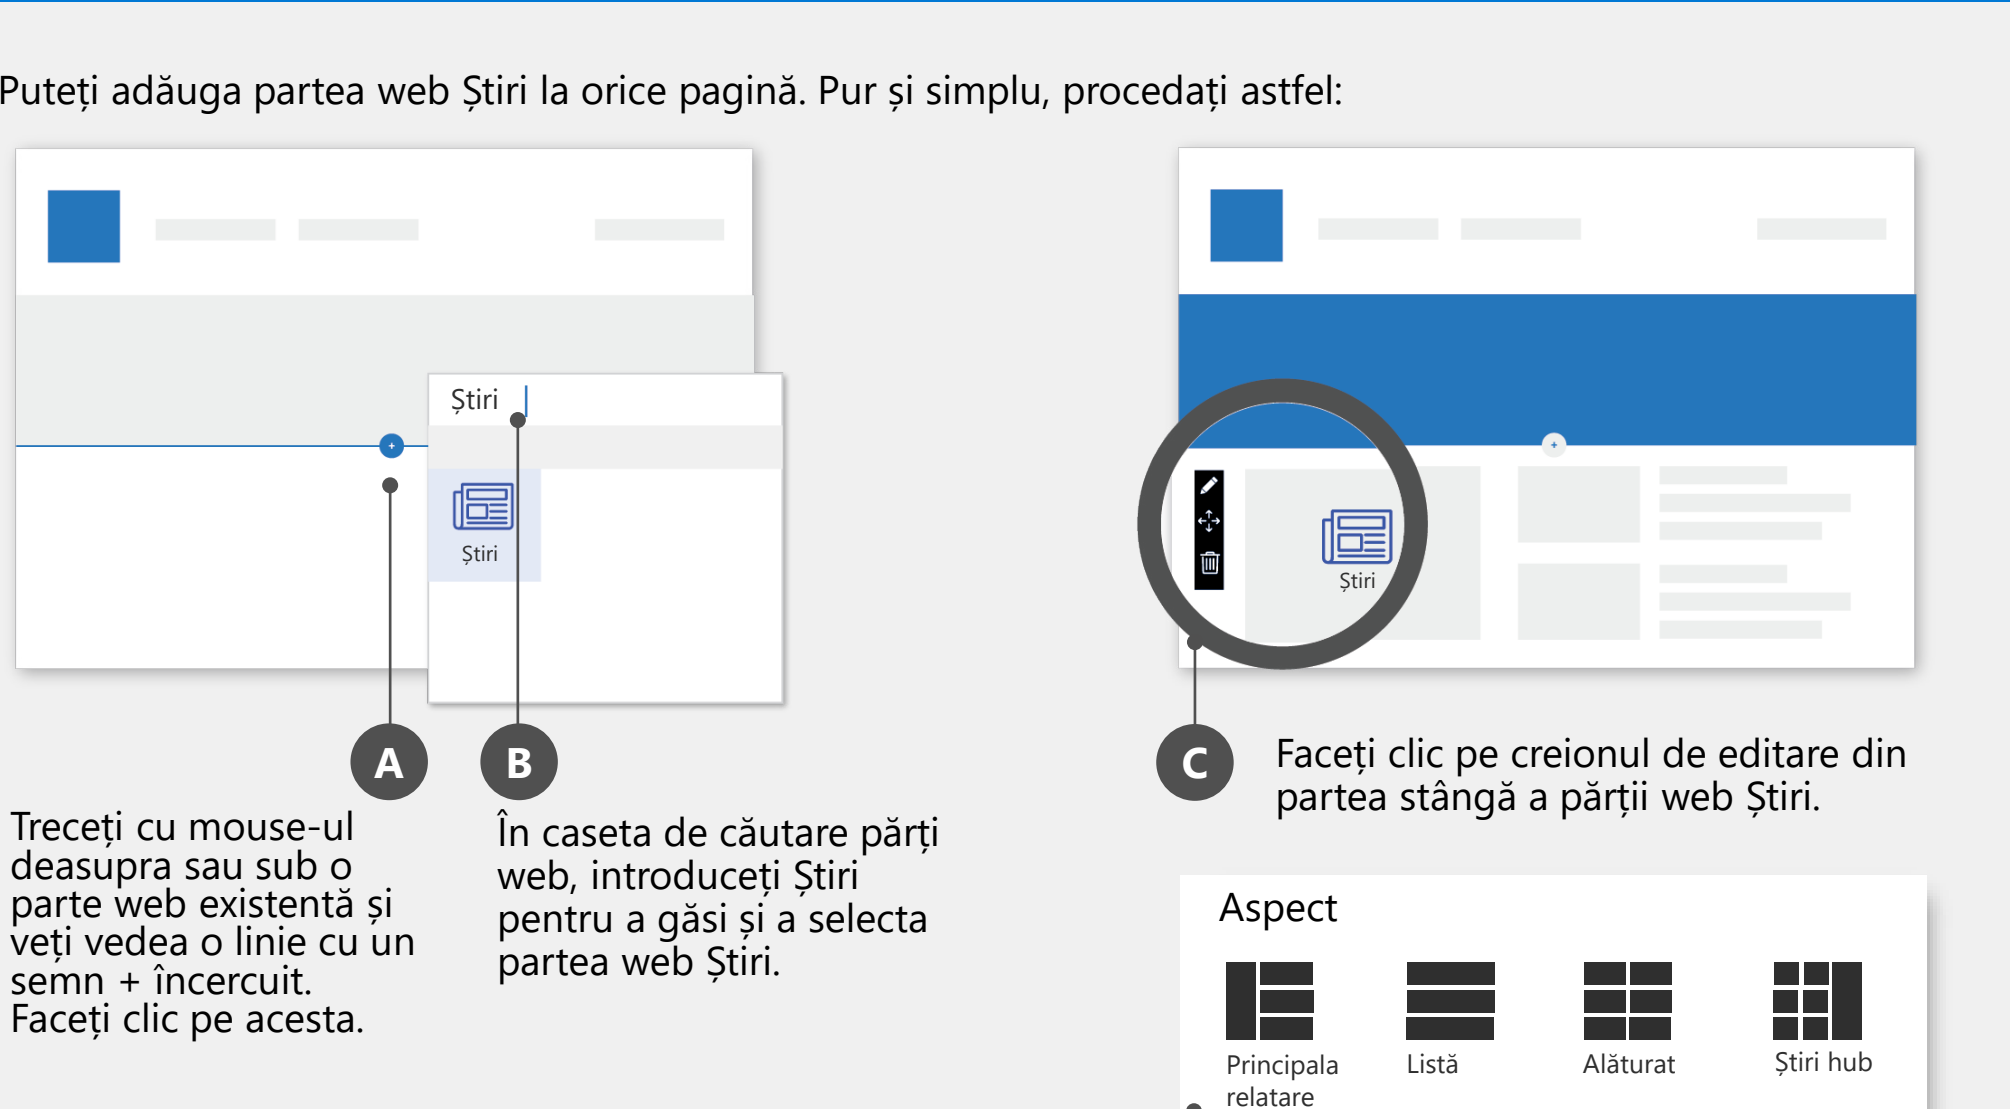 Puteți adăuga partea web Știri la orice pagină. Pur și simplu, procedați astfel:
Știri
Știri
A
B
Treceți cu mouse-ul
deasupra sau sub o
parte web existentă și
veți vedea o linie cu un
semn + încercuit.
Faceți clic pe acesta.
În caseta de căutare părți
web, introduceți Știri
pentru a găsi și a selecta
partea web Știri.
Știri
C
Faceți clic pe creionul de editare din
partea stângă a părții web Știri.
Aspect
Principala
relatare
Listă
Alăturat
Știri hub